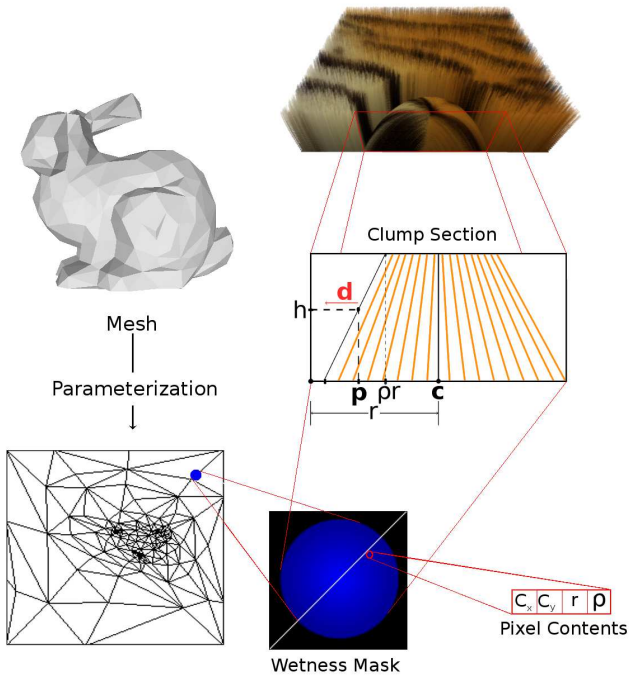 Clump Section
d
h
p ρr c
r
Mesh
Parameterization
Cx Cy r ρ
Pixel Contents
Wetness Mask